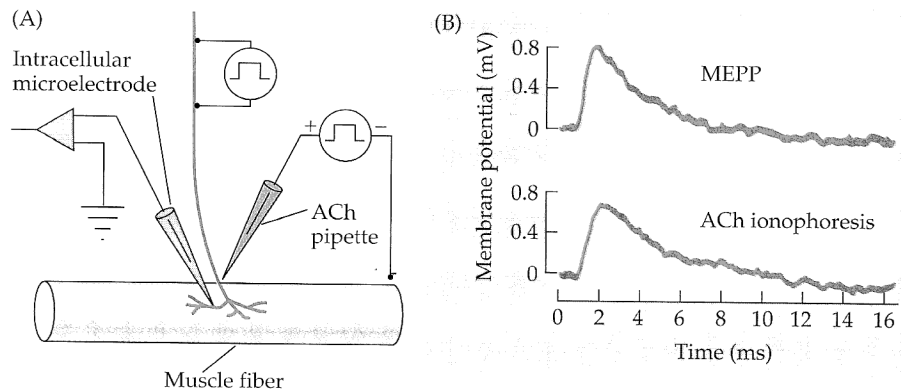 (A)
Intracellular
microelectrode
+
−
ACh
pipette
Muscle fiber
(B)
Membrane potential (mV)
0.8
0.4
0
MEPP
0.8
0.4
0
ACh ionophoresis
0 2 4 6 8 10 12 14 16
Time (ms)